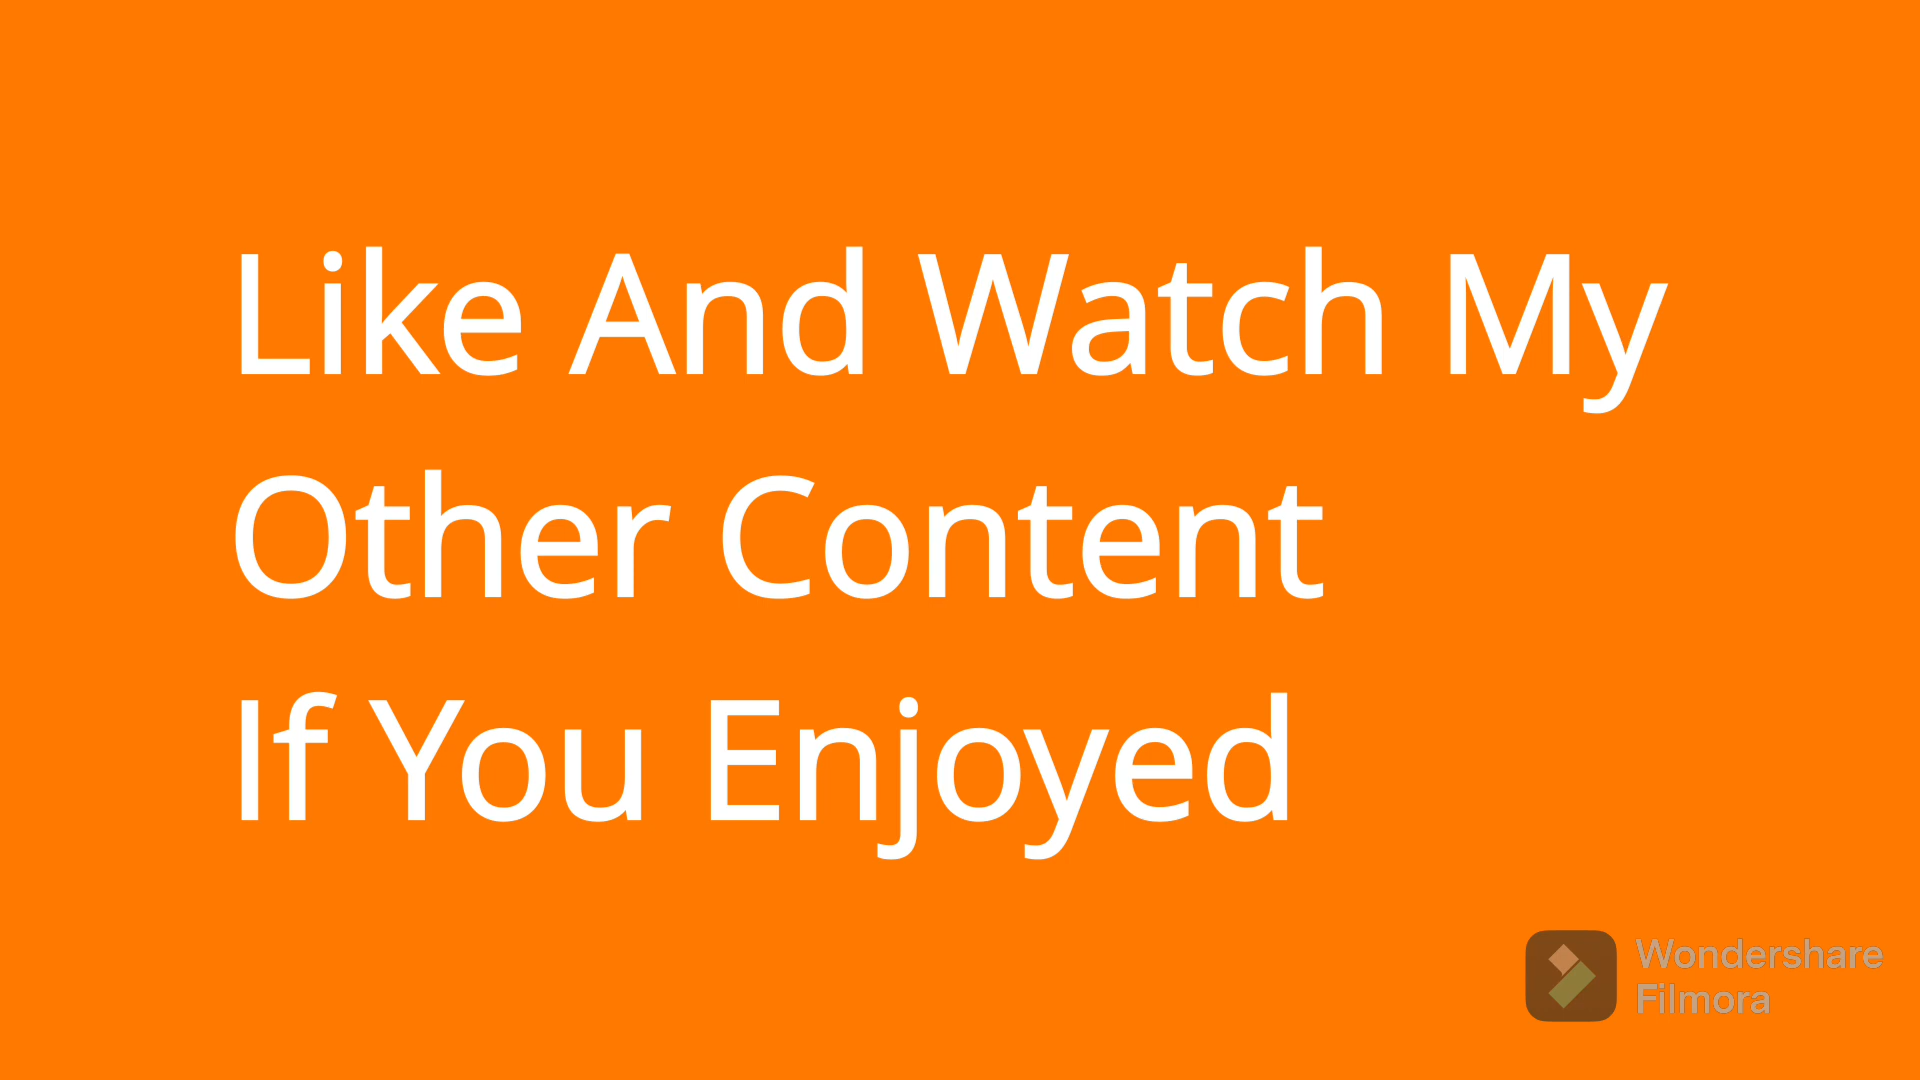 Like And Watch My
Other Content
If You Enjoyed
Wondershare
Filmora